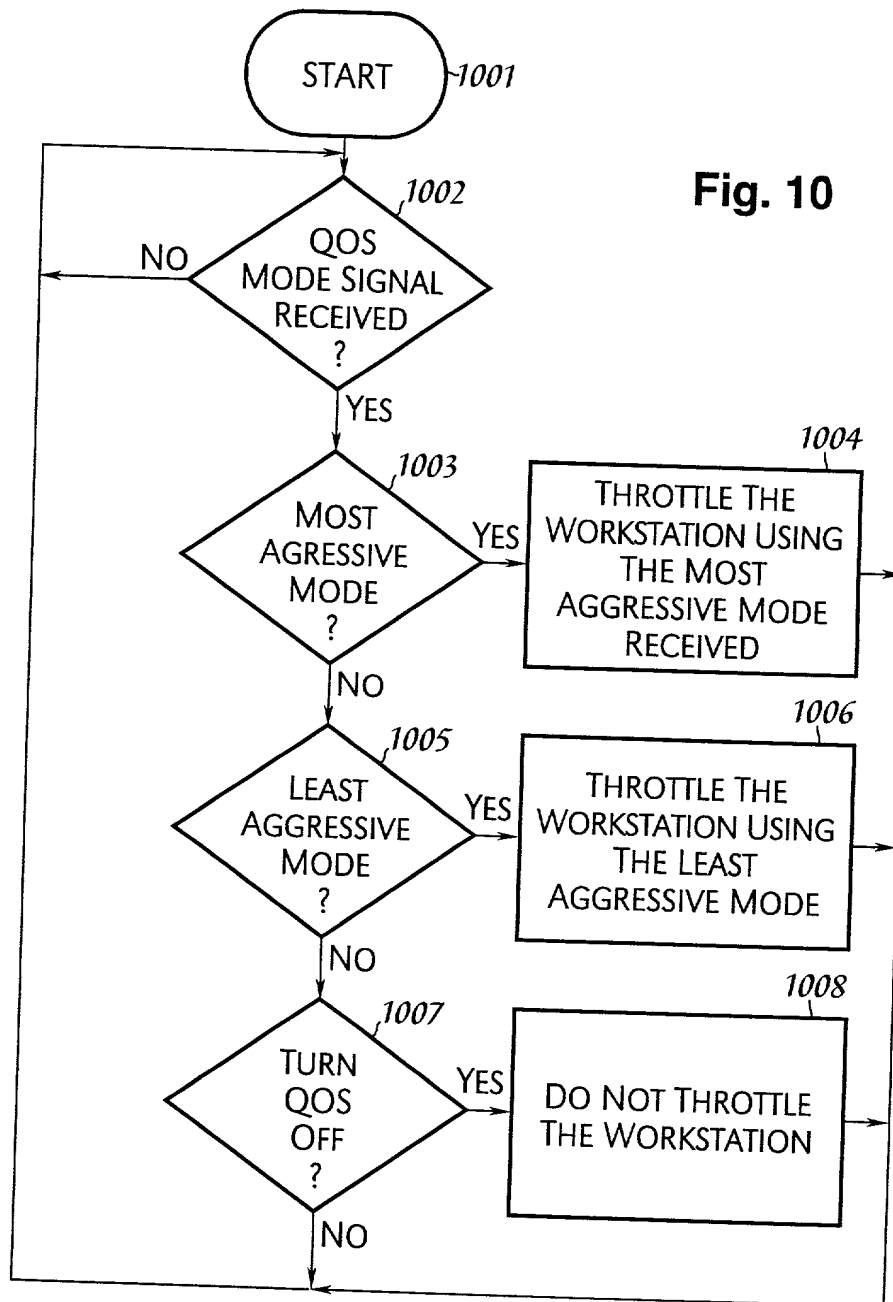 START
1001
Fig. 10
1002
QOS
MODE SIGNAL
RECEIVED
?
NO
YES
1003
MOST
AGRESSIVE
MODE
?
YES
1004
THROTTLE THE
WORKSTATION USING
THE MOST
AGGRESSIVE MODE
RECEIVED
NO
1005
LEAST
AGGRESSIVE
MODE
?
YES
1006
THROTTLE THE
WORKSTATION USING
THE LEAST
AGGRESSIVE MODE
NO
1007
TURN
QOS
OFF
?
YES
1008
DO NOT THROTTLE
THE WORKSTATION
NO